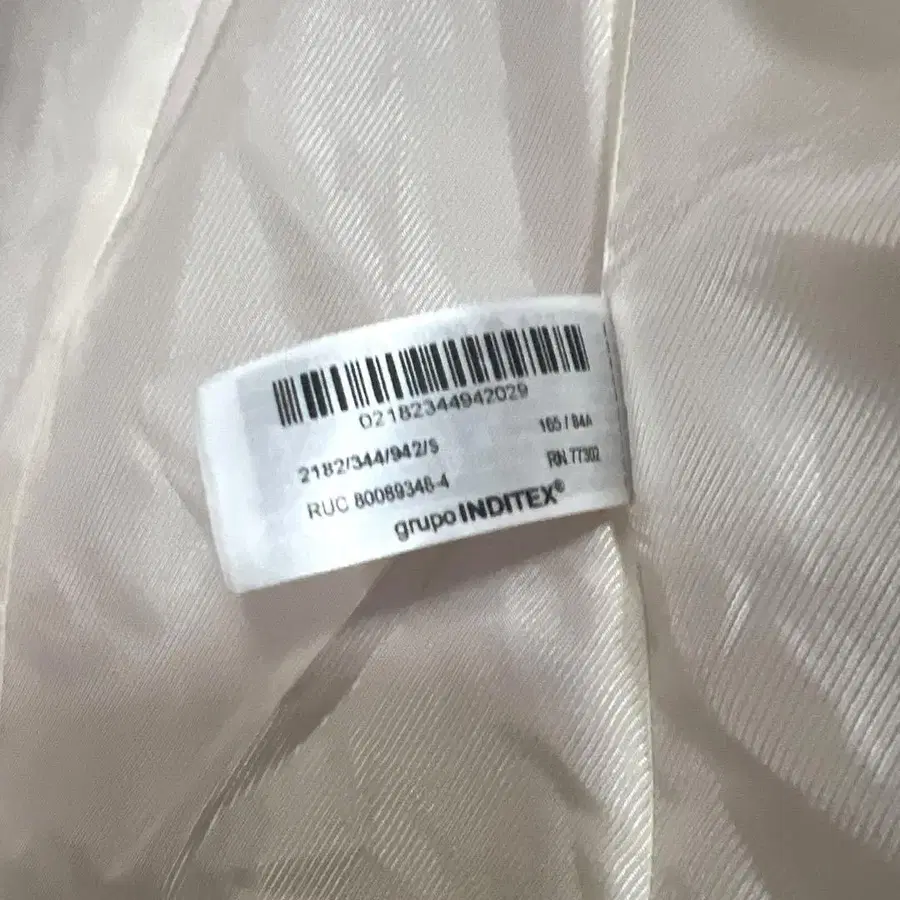 02182344942029
2182/344/942/S 165 / 84A
RUC 80089348-4 RN 77302
grupo INDITEX®